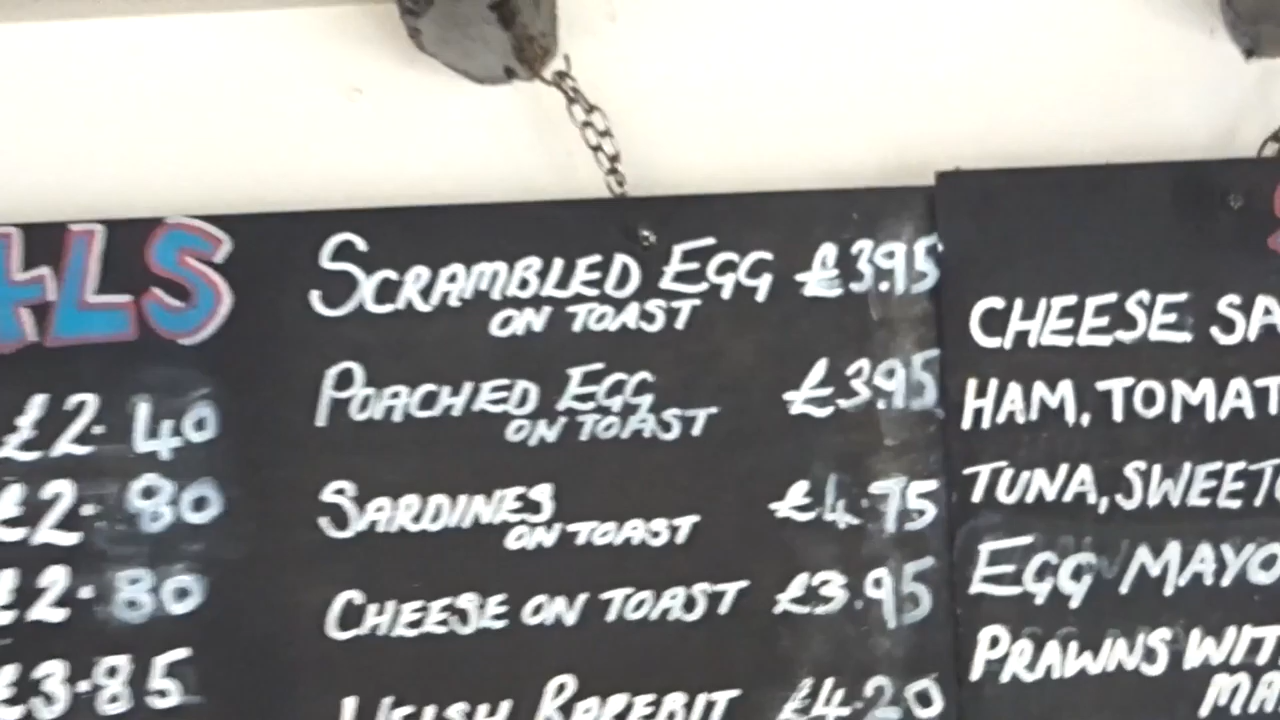 £2.40
£2.80
£2.80
£3.85
SCRAMBLED EGG £3.95
ON TOAST
POACHED EGG £3.95
ON TOAST
SARDINES £4.75
ON TOAST
CHEESE ON TOAST £3.95
WELSH RAREBIT £4.20
CHEESE
HAM, TOMAT
TUNA, SWEET
EGG MAYO
PRAWNS WIT
MA